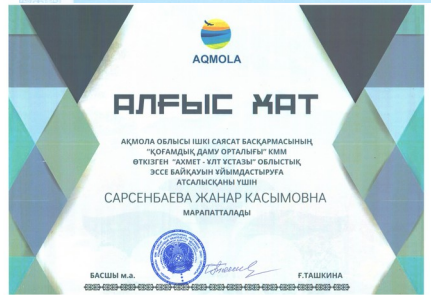 AQMOLA
АЛҒЫС ХАТ
АҚМОЛА ОБЛЫСЫ ІШКІ САЯСАТ БАСҚАРМАСЫНЫҢ
"ҚОҒАМДЫҚ ДАМУ ОРТАЛЫҒЫ" КММ
ӨТКІЗГЕН "АХМЕТ - ҰЛТ ҰСТАЗЫ" ОБЛЫСТЫҚ
ЭССЕ БАЙҚАУЫН ҰЙЫМДАСТЫРУҒА
АТСАЛЫСҚАНЫ ҮШІН
САРСЕНБАЕВА ЖАНАР КАСЫМОВНА
МАРАПАТТАЛАДЫ
БАСШЫ м.а. Ғ.ТАШКИНА